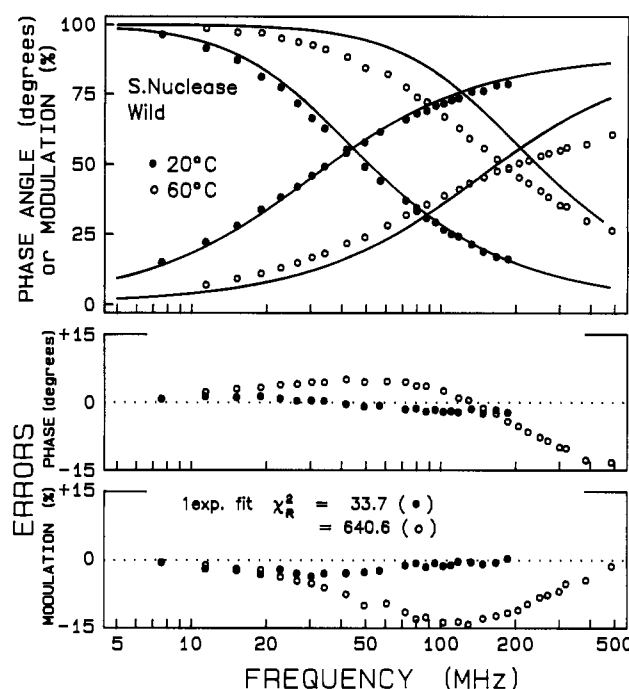 PHASE ANGLE (degrees)
or MODULATION (%)
100
75
50
25
0
S.Nuclease
Wild
● 20°C
○ 60°C
ERRORS
PHASE (degrees)
+15
0
-15
MODULATION (%)
+15
0
-15
1exp. fit χ²R = 33.7 (●)
= 640.6 (○)
5 10 20 50 100 200 500
FREQUENCY (MHz)